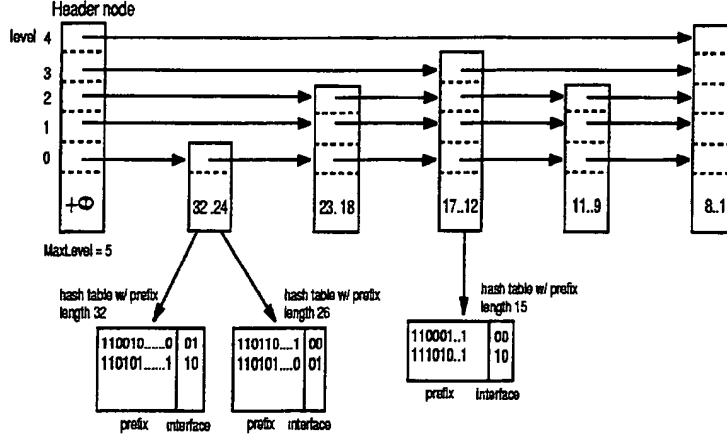 Header node
level 4
3
2
1
0
+θ 32.24 23.18 17..12 11..9 8..1
MaxLevel = 5
hash table w/ prefix length 32
110010......0 01
110101......1 10
prefix interface
hash table w/ prefix length 26
110110....1 00
110101....0 01
prefix interface
hash table w/ prefix length 15
110001..1 00
111010..1 10
prefix interface